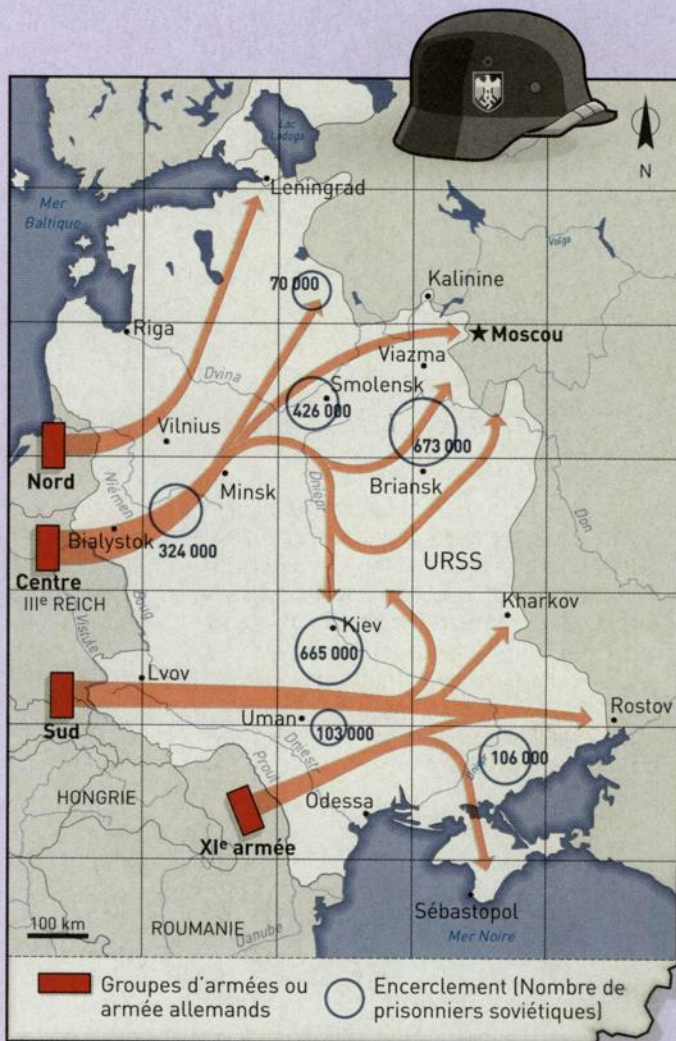 Lac
Ladoga
N
Leningrad
Mer
Baltique
Volga
70 000
Kalinine
Riga
Moscou
Viazma
Dvina
Smolensk
426 000
Vilnius
673 000
Nord
Niémen
Minsk
Dniepr
Briansk
Don
Bialystok
324 000
Centre
URSS
IIIe REICH
Boug
Vistule
Kharkov
Kiev
665 000
Lvov
Sud
Uman
103 000
Rostov
Dniestr
Prout
Dniepr
106 000
HONGRIE
Odessa
XIe armée
Sébastopol
100 km
ROUMANIE
Danube
Mer Noire
Groupes d'armées ou
armée allemands
Encerclement (Nombre de
prisonniers soviétiques)